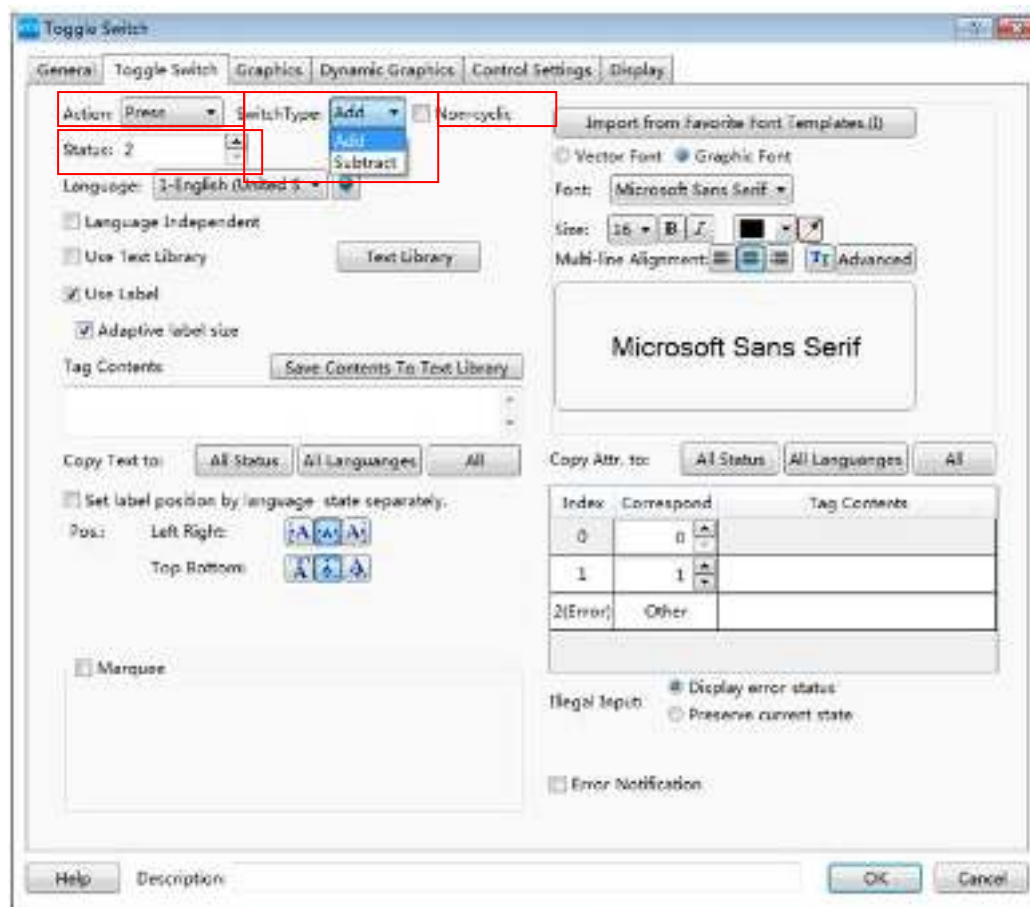 Toggle Switch
General Toggle Switch Graphics Dynamic Graphics Control Settings Display
Action: Press SwitchType: Add Non-cyclic
Add
Subtract
Status: 2
Language: 1-English (United S
Language Independent
Use Text Library Text Library
Use Label
Adaptive label size
Tag Contents Save Contents To Text Library
Copy Text to: All Status All Languanges All
Set label position by language state separately.
Pos.: Left Right:
Top Bottom:
Marquee
Import from Favorite Font Templates.(I)
Vector Font Graphic Font
Font: Microsoft Sans Serif
Size: 16 B I
Multi-line Alignment: Advanced
Microsoft Sans Serif
Copy Attr. to: All Status All Languanges All
Index Correspond Tag Contents
0 0
1 1
2(Error) Other
Illegal Input: Display error status
Preserve current state
Error Notification
Help Description: OK Cancel